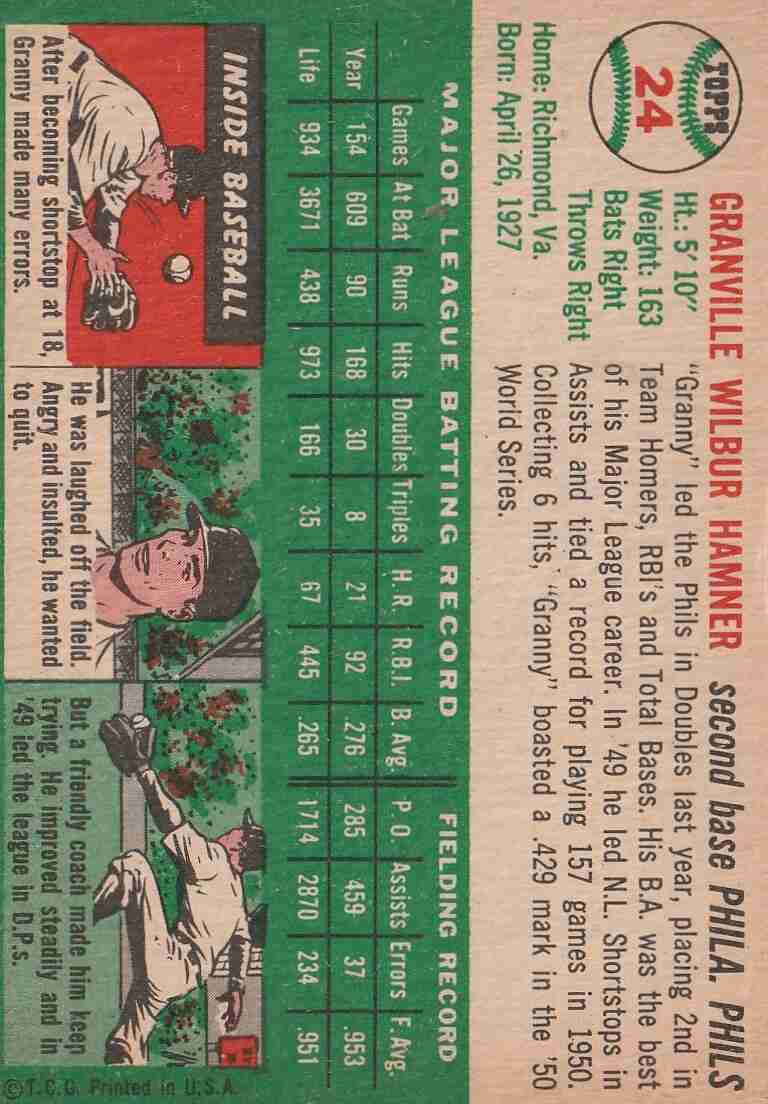 TOPPS
24
GRANVILLE WILBUR HAMNER second base PHILA. PHILS
Ht.: 5' 10"
Weight: 163
Bats Right
Throws Right
Home: Richmond, Va.
Born: April 26, 1927
"Granny" led the Phils in Doubles last year, placing 2nd in
Team Homers, RBI's and Total Bases. His B.A. was the best
of his Major League career. In '49 he led N.L. Shortstops in
Assists and tied a record for playing 157 games in 1950.
Collecting 6 hits, "Granny" boasted a .429 mark in the '50
World Series.
MAJOR LEAGUE BATTING RECORD FIELDING RECORD
Games At Bat Runs Hits Doubles Triples H.R. R.B.I. B. Avg. P.O. Assists Errors F. Avg.
Year 154 609 90 168 30 8 21 92 .276 285 459 37 .953
Life 934 3671 438 973 166 35 67 445 .265 1714 2870 234 .951
INSIDE BASEBALL
After becoming shortstop at 18,
Granny made many errors.
He was laughed off the field.
Angry and insulted, he wanted
to quit.
But a friendly coach made him keep
trying. He improved steadily and in
'49 led the league in D.P.s.
©T.C.G. Printed in U.S.A.